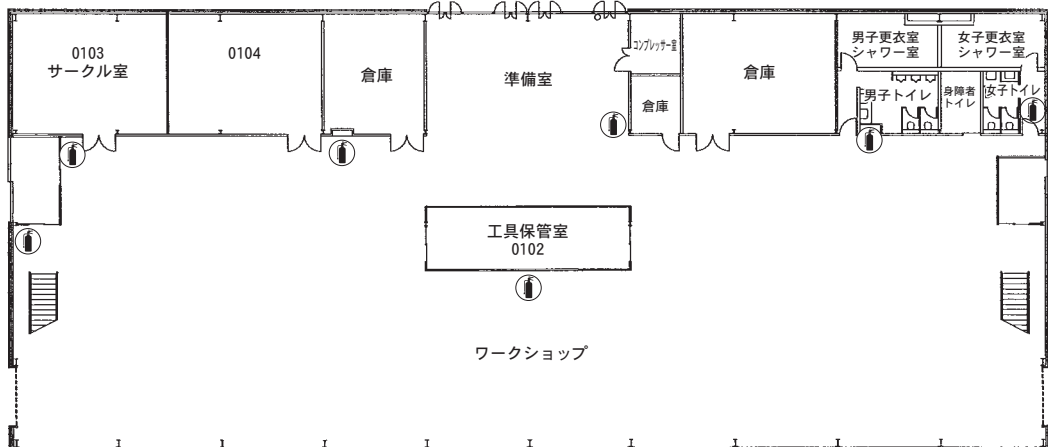 0103
サークル室
0104
倉庫
準備室
コンプレッサー室
倉庫
倉庫
男子更衣室
シャワー室
女子更衣室
シャワー室
男子トイレ
身障者
トイレ
女子トイレ
工具保管室
0102
ワークショップ